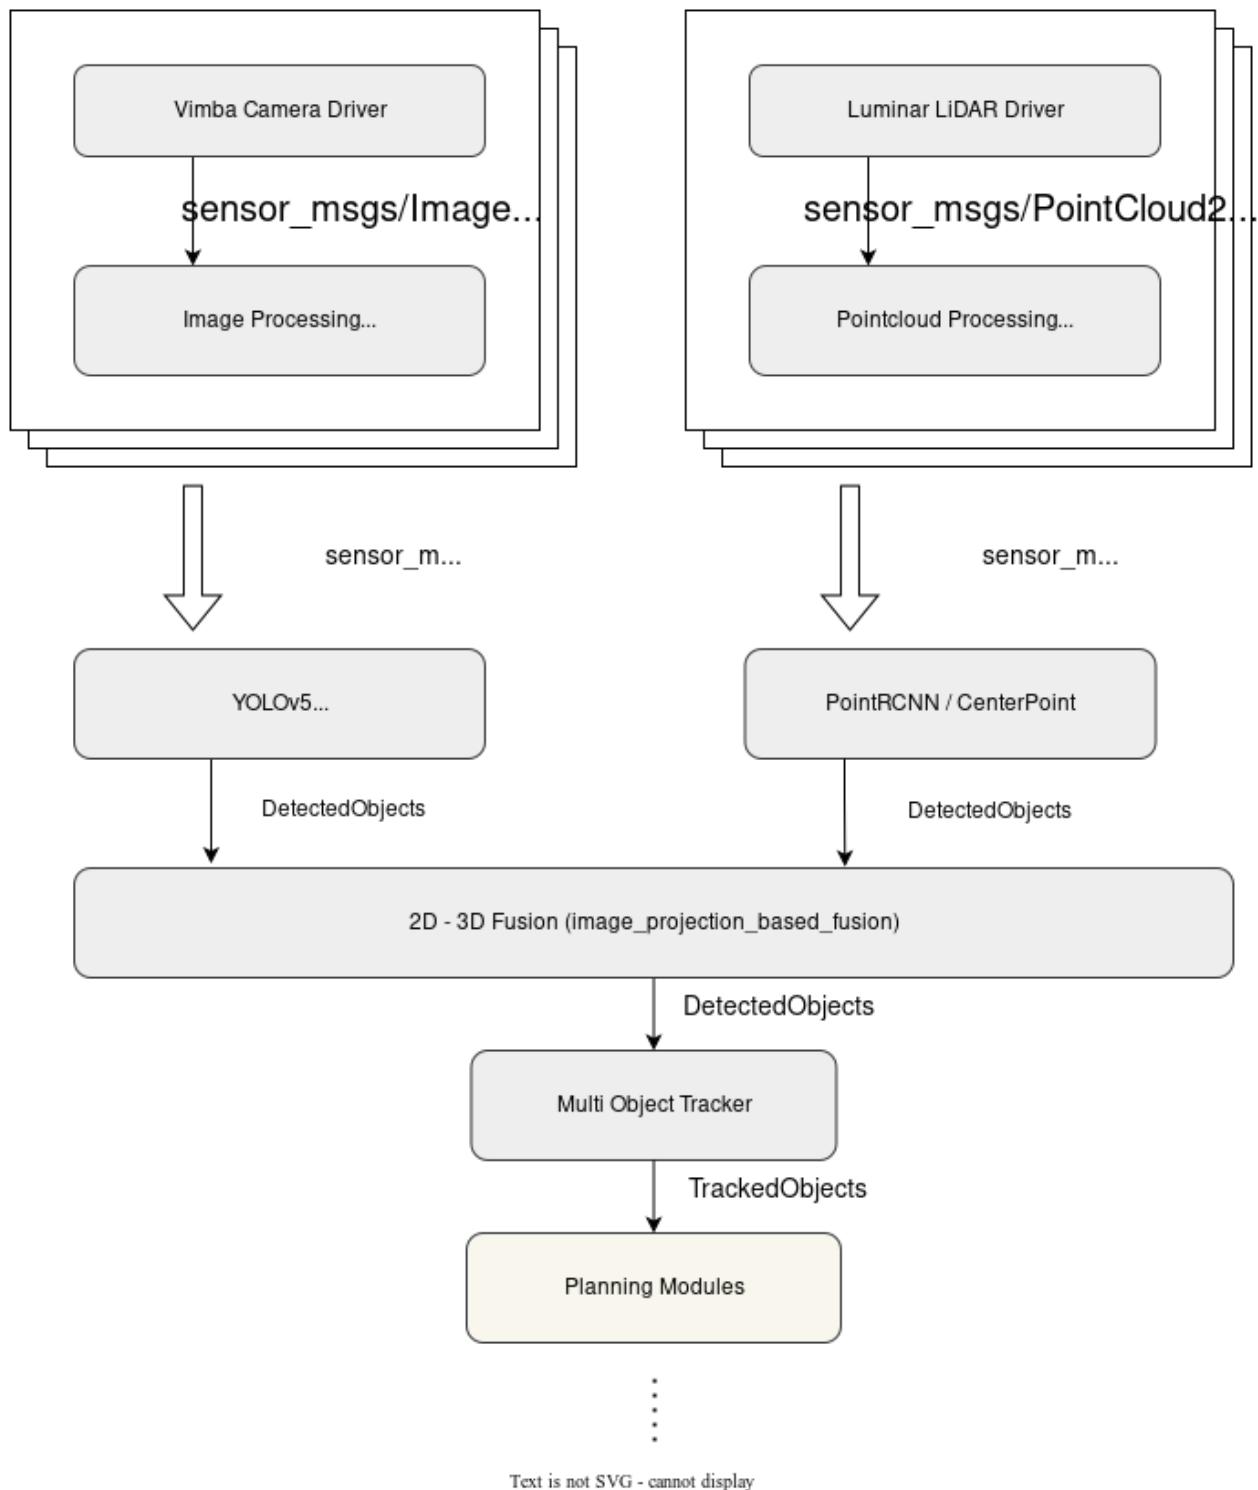 Vimba Camera Driver
Luminar LiDAR Driver
sensor_msgs/Image...
sensor_msgs/PointCloud2...
Image Processing...
Pointcloud Processing...
sensor_m...
sensor_m...
YOLOv5...
PointRCNN / CenterPoint
DetectedObjects
DetectedObjects
2D - 3D Fusion (image_projection_based_fusion)
DetectedObjects
Multi Object Tracker
TrackedObjects
Planning Modules
Text is not SVG - cannot display